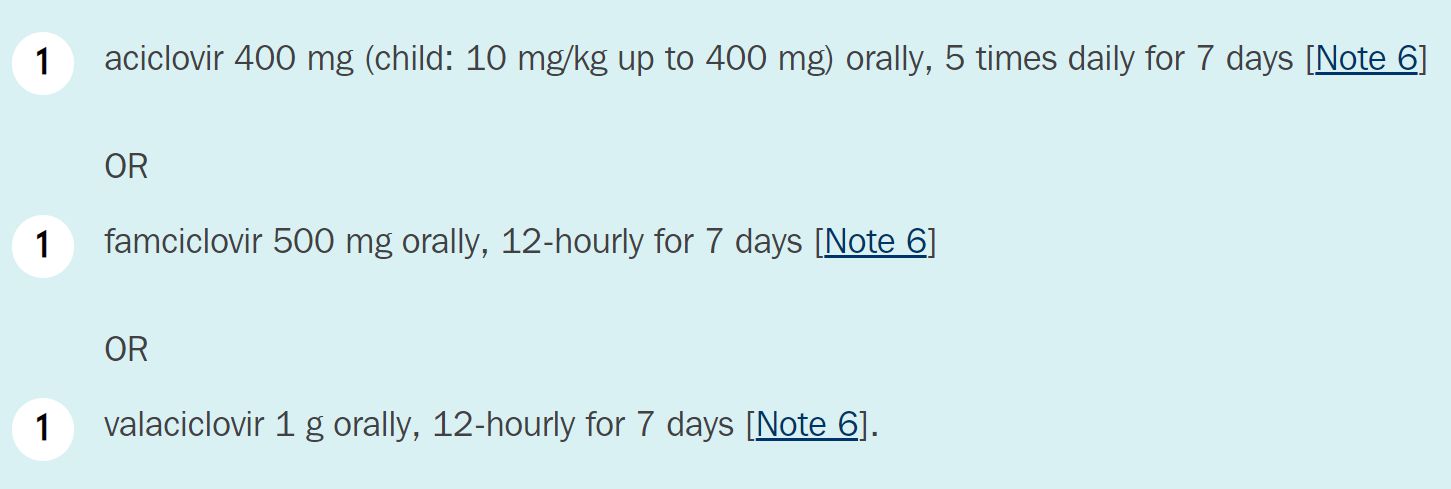 1 aciclovir 400 mg (child: 10 mg/kg up to 400 mg) orally, 5 times daily for 7 days [Note 6]
OR
1 famciclovir 500 mg orally, 12-hourly for 7 days [Note 6]
OR
1 valaciclovir 1 g orally, 12-hourly for 7 days [Note 6].